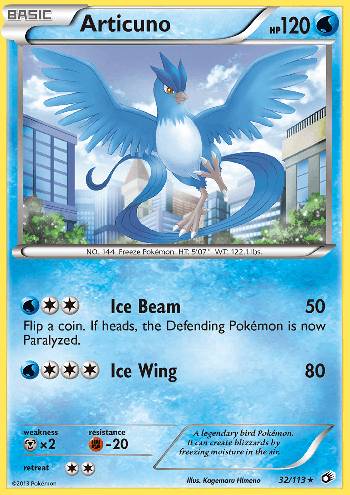 BASIC
Articuno
HP120
NO. 144 Freeze Pokémon HT: 5'07" WT: 122.1 lbs.
Ice Beam 50
Flip a coin. If heads, the Defending Pokémon is now
Paralyzed.
Ice Wing 80
weakness
×2
resistance
-20
retreat
A legendary bird Pokémon.
It can create blizzards by
freezing moisture in the air.
©2013 Pokémon
Illus. Kagemaru Himeno
32/113